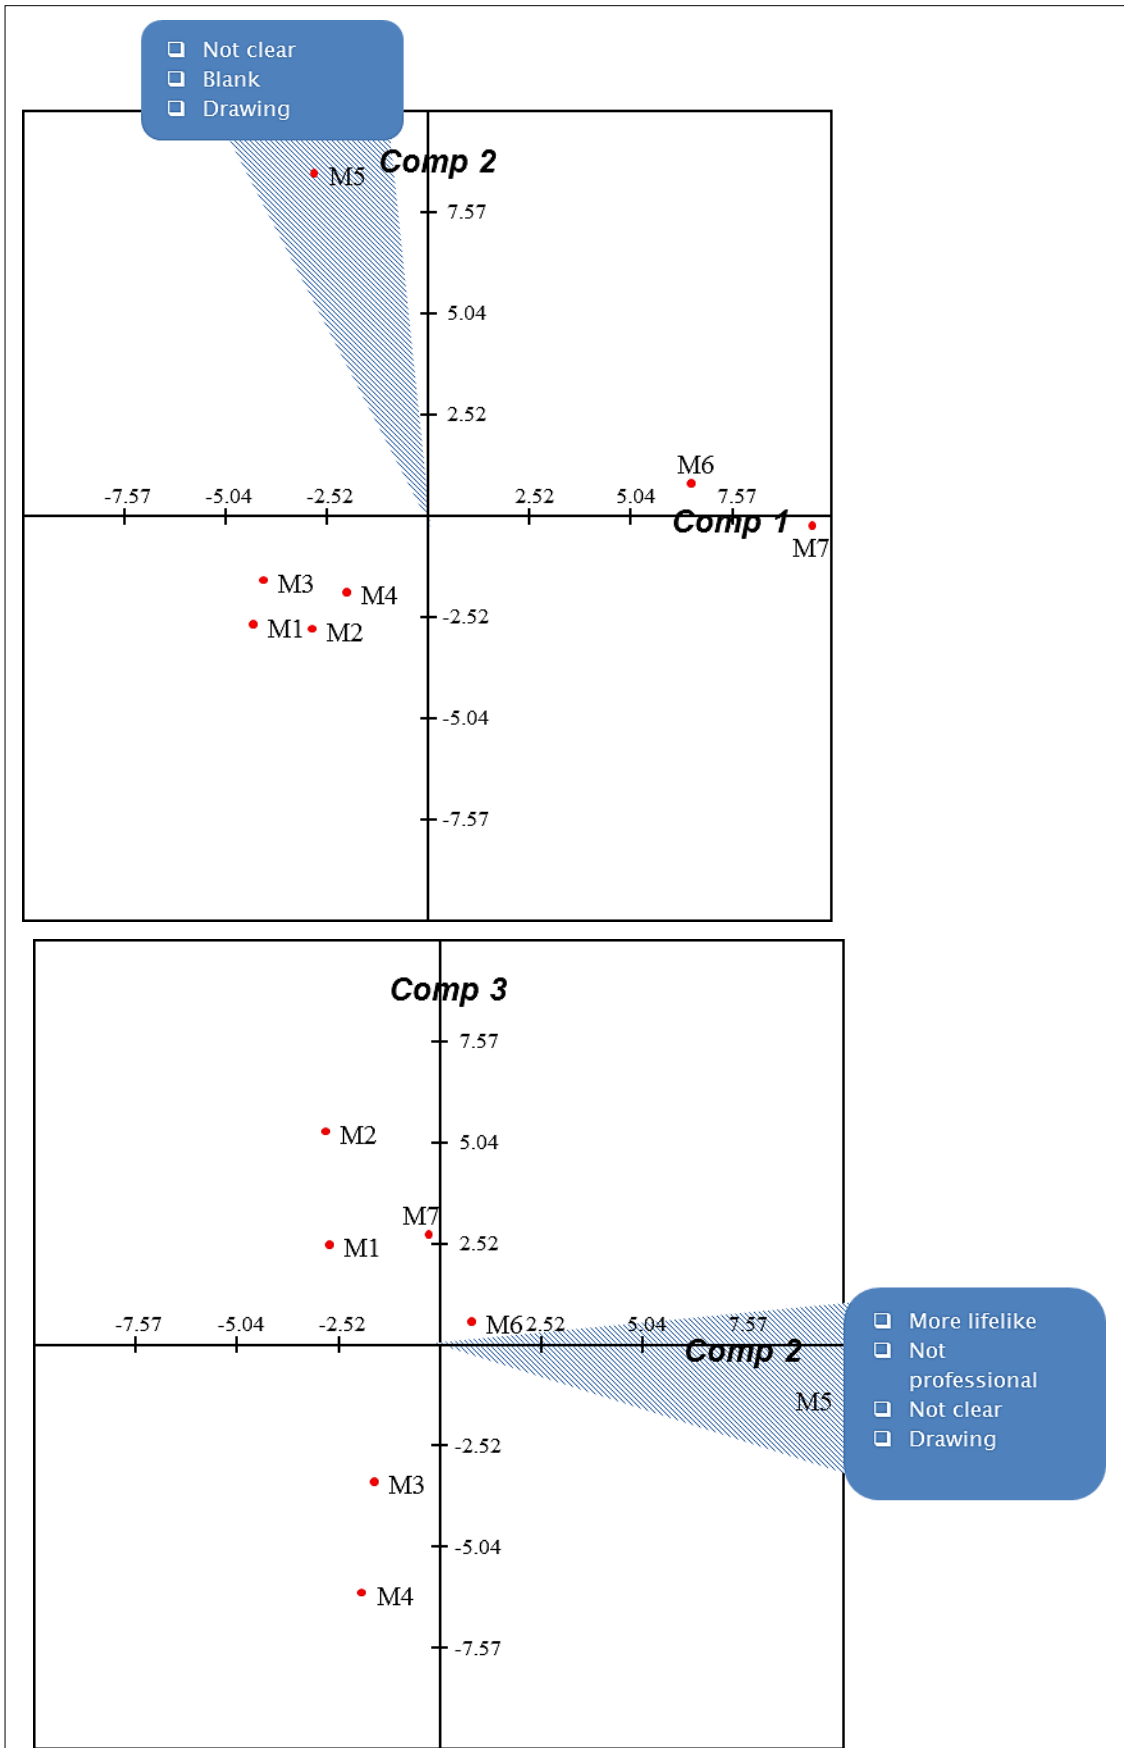 ❑ Not clear
❑ Blank
❑ Drawing
Comp 2
M5
7.57
5.04
2.52
M6
-7.57 -5.04 -2.52 2.52 5.04 7.57
Comp 1
M7
M3
M4
M1 M2
-2.52
-5.04
-7.57
Comp 3
7.57
M2
5.04
M7
M1
2.52
-7.57 -5.04 -2.52 M6 2.52 5.04 7.57
Comp 2
❑ More lifelike
❑ Not
professional
❑ Not clear
❑ Drawing
M5
-2.52
M3
-5.04
M4
-7.57